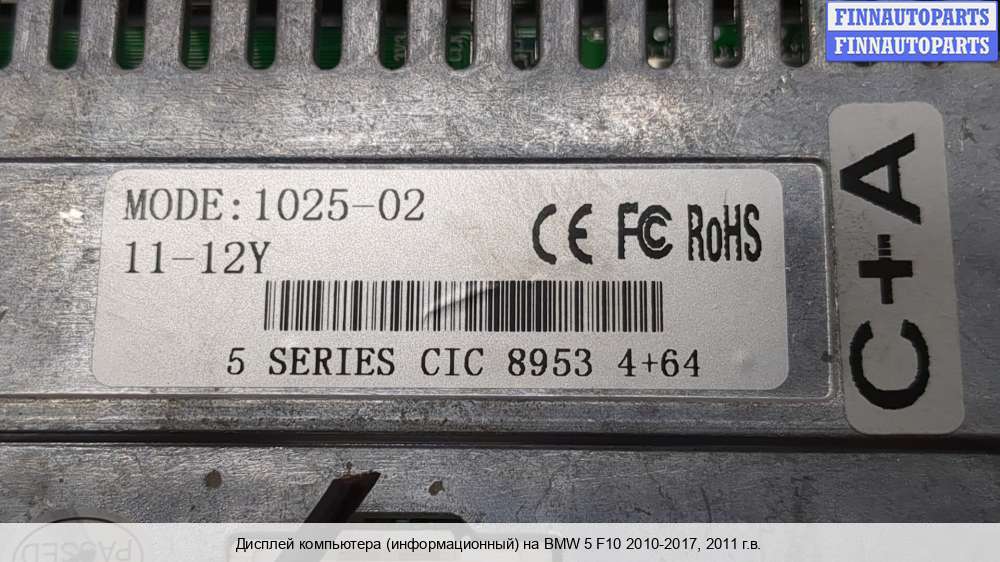 FINNAUTOPARTS
FINNAUTOPARTS
MODE:1025-02
11-12Y
CE FC RoHS
5 SERIES CIC 8953 4+64
C+A
PASSED
Дисплей компьютера (информационный) на BMW 5 F10 2010-2017, 2011 г.в.